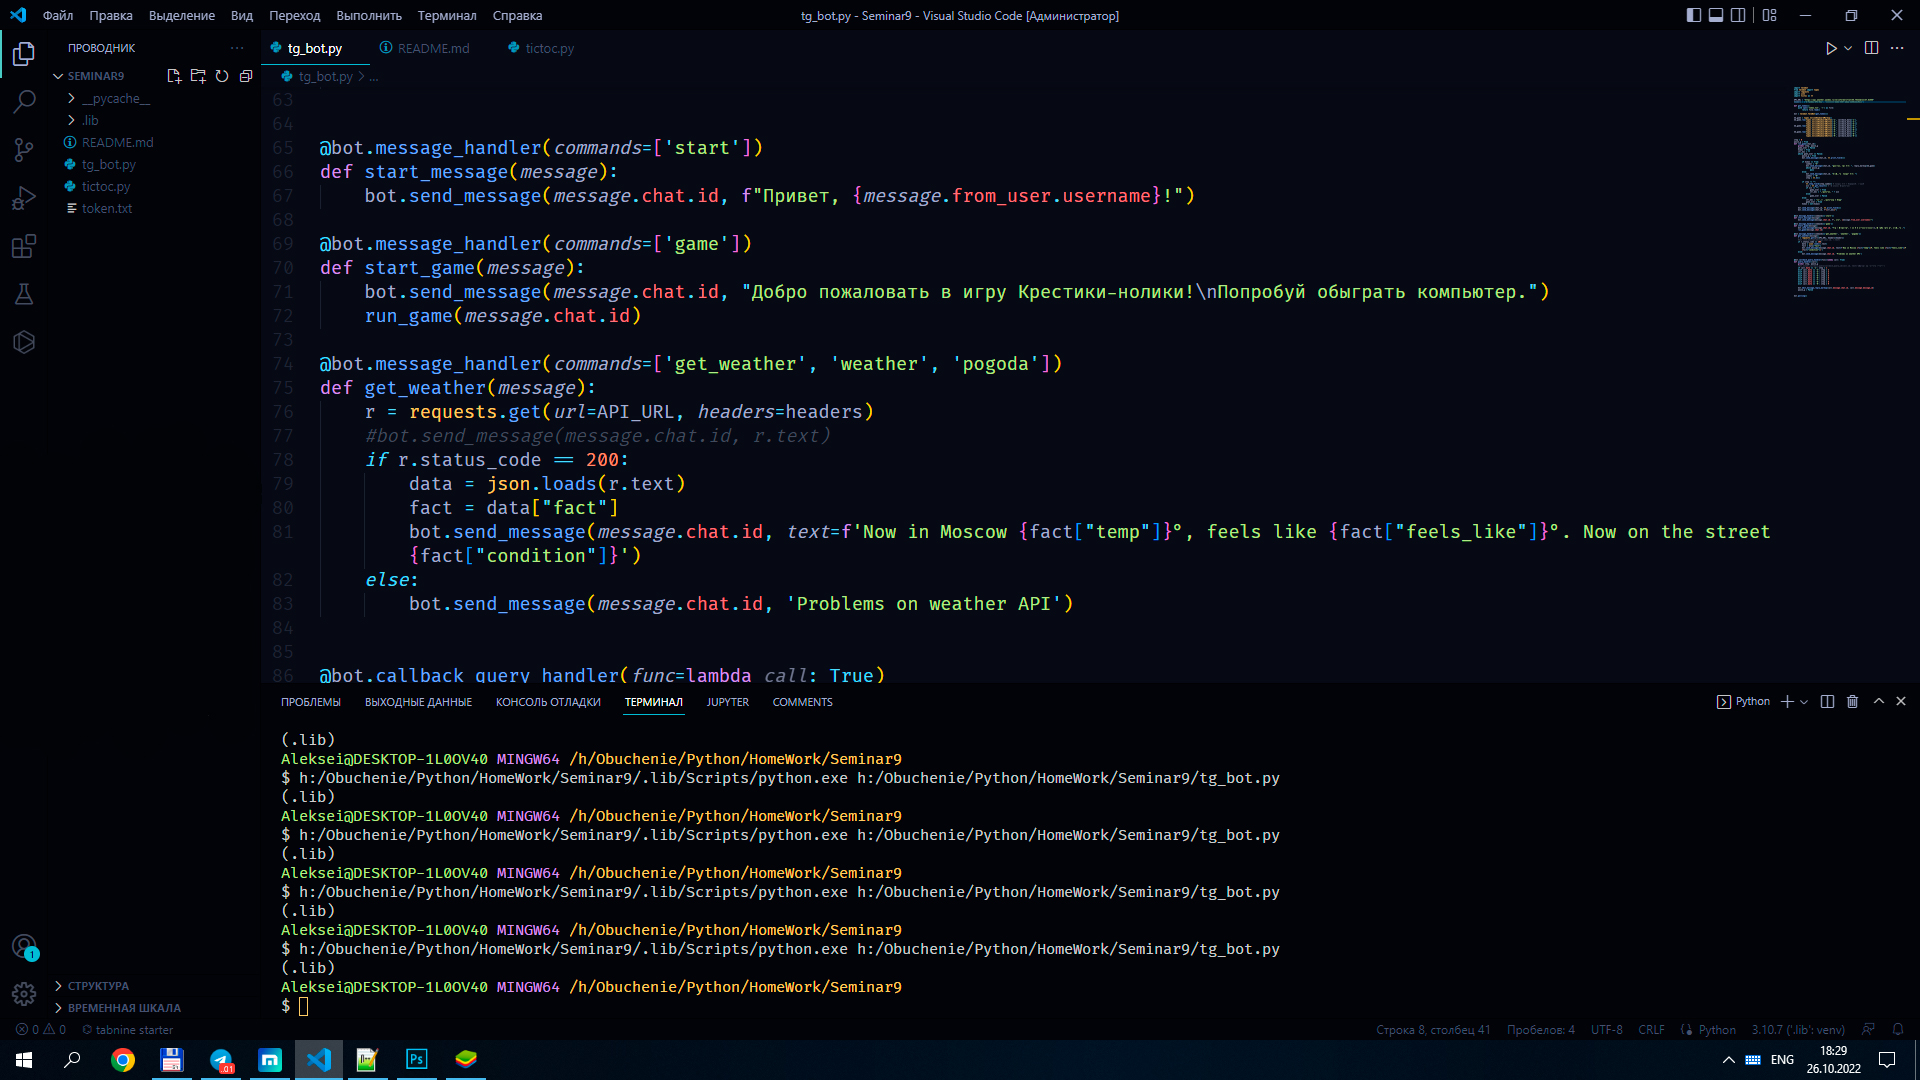 Файл Правка Выделение Вид Переход Выполнить Терминал Справка
tg_bot.py - Seminar9 - Visual Studio Code [Администратор]
ПРОВОДНИК
SEMINAR9
__pycache__
.lib
README.md
tg_bot.py
tictoc.py
token.txt
СТРУКТУРА
ВРЕМЕННАЯ ШКАЛА
tg_bot.py README.md tictoc.py
tg_bot.py > ...
63
64
65 @bot.message_handler(commands=['start'])
66 def start_message(message):
67 bot.send_message(message.chat.id, f"Привет, {message.from_user.username}!")
68
69 @bot.message_handler(commands=['game'])
70 def start_game(message):
71 bot.send_message(message.chat.id, "Добро пожаловать в игру Крестики-нолики!\nПопробуй обыграть компьютер.")
72 run_game(message.chat.id)
73
74 @bot.message_handler(commands=['get_weather', 'weather', 'pogoda'])
75 def get_weather(message):
76 r = requests.get(url=API_URL, headers=headers)
77 #bot.send_message(message.chat.id, r.text)
78 if r.status_code == 200:
79 data = json.loads(r.text)
80 fact = data["fact"]
81 bot.send_message(message.chat.id, text=f'Now in Moscow {fact["temp"]}°, feels like {fact["feels_like"]}°. Now on the street
{fact["condition"]}')
82 else:
83 bot.send_message(message.chat.id, 'Problems on weather API')
84
85
86 @bot.callback_query_handler(func=lambda call: True)
ПРОБЛЕМЫ ВЫХОДНЫЕ ДАННЫЕ КОНСОЛЬ ОТЛАДКИ ТЕРМИНАЛ JUPYTER COMMENTS
Python
(.lib)
Aleksei@DESKTOP-1L0OV40 MINGW64 /h/Obuchenie/Python/HomeWork/Seminar9
$ h:/Obuchenie/Python/HomeWork/Seminar9/.lib/Scripts/python.exe h:/Obuchenie/Python/HomeWork/Seminar9/tg_bot.py
(.lib)
Aleksei@DESKTOP-1L0OV40 MINGW64 /h/Obuchenie/Python/HomeWork/Seminar9
$ h:/Obuchenie/Python/HomeWork/Seminar9/.lib/Scripts/python.exe h:/Obuchenie/Python/HomeWork/Seminar9/tg_bot.py
(.lib)
Aleksei@DESKTOP-1L0OV40 MINGW64 /h/Obuchenie/Python/HomeWork/Seminar9
$ h:/Obuchenie/Python/HomeWork/Seminar9/.lib/Scripts/python.exe h:/Obuchenie/Python/HomeWork/Seminar9/tg_bot.py
(.lib)
Aleksei@DESKTOP-1L0OV40 MINGW64 /h/Obuchenie/Python/HomeWork/Seminar9
$ h:/Obuchenie/Python/HomeWork/Seminar9/.lib/Scripts/python.exe h:/Obuchenie/Python/HomeWork/Seminar9/tg_bot.py
(.lib)
Aleksei@DESKTOP-1L0OV40 MINGW64 /h/Obuchenie/Python/HomeWork/Seminar9
$
1
0 0 tabnine starter
Строка 8, столбец 41 Пробелов: 4 UTF-8 CRLF Python 3.10.7 ('.lib': venv)
.01 Ps
ENG
18:29
26.10.2022